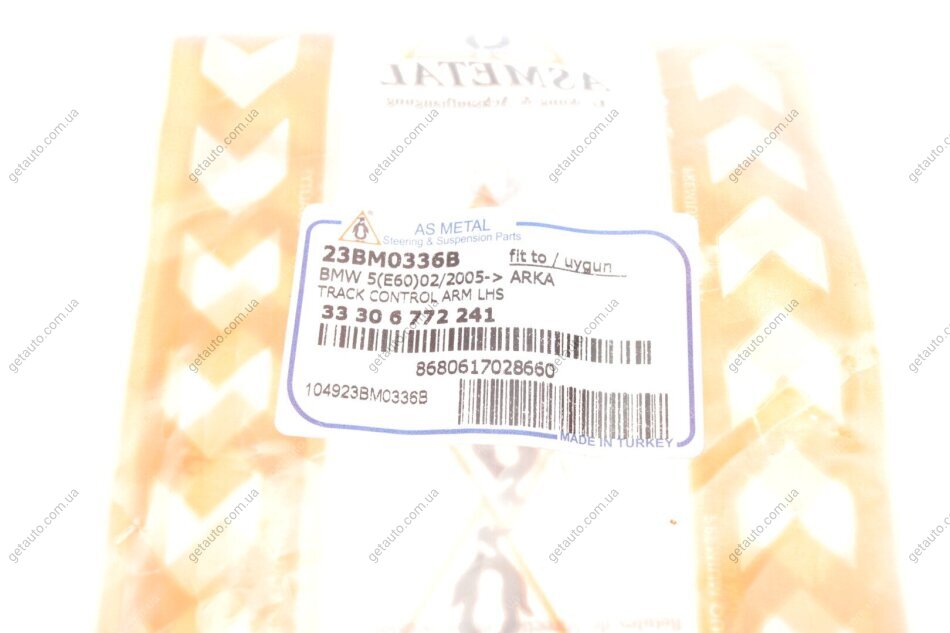 ASMETAL
AS METAL
Steering & Suspension Parts
23BM0336B
fit to / uygun
BMW 5(E60)02/2005-> ARKA
TRACK CONTROL ARM LHS
33 30 6 772 241
8680617028660
104923BM0336B
MADE IN TURKEY
getauto.com.ua